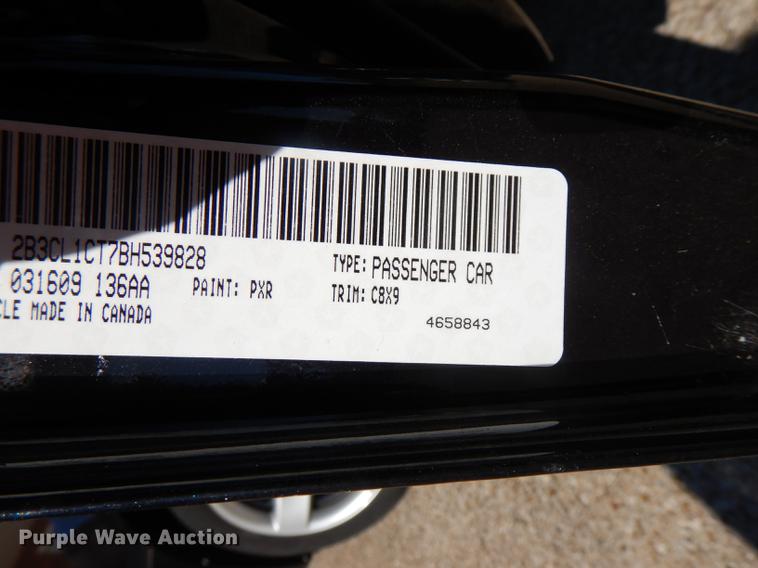 2B3CL1CT7BH539828
TYPE: PASSENGER CAR
031609 136AA PAINT: PXR TRIM: C8X9
CLE MADE IN CANADA
4658843
Purple Wave Auction